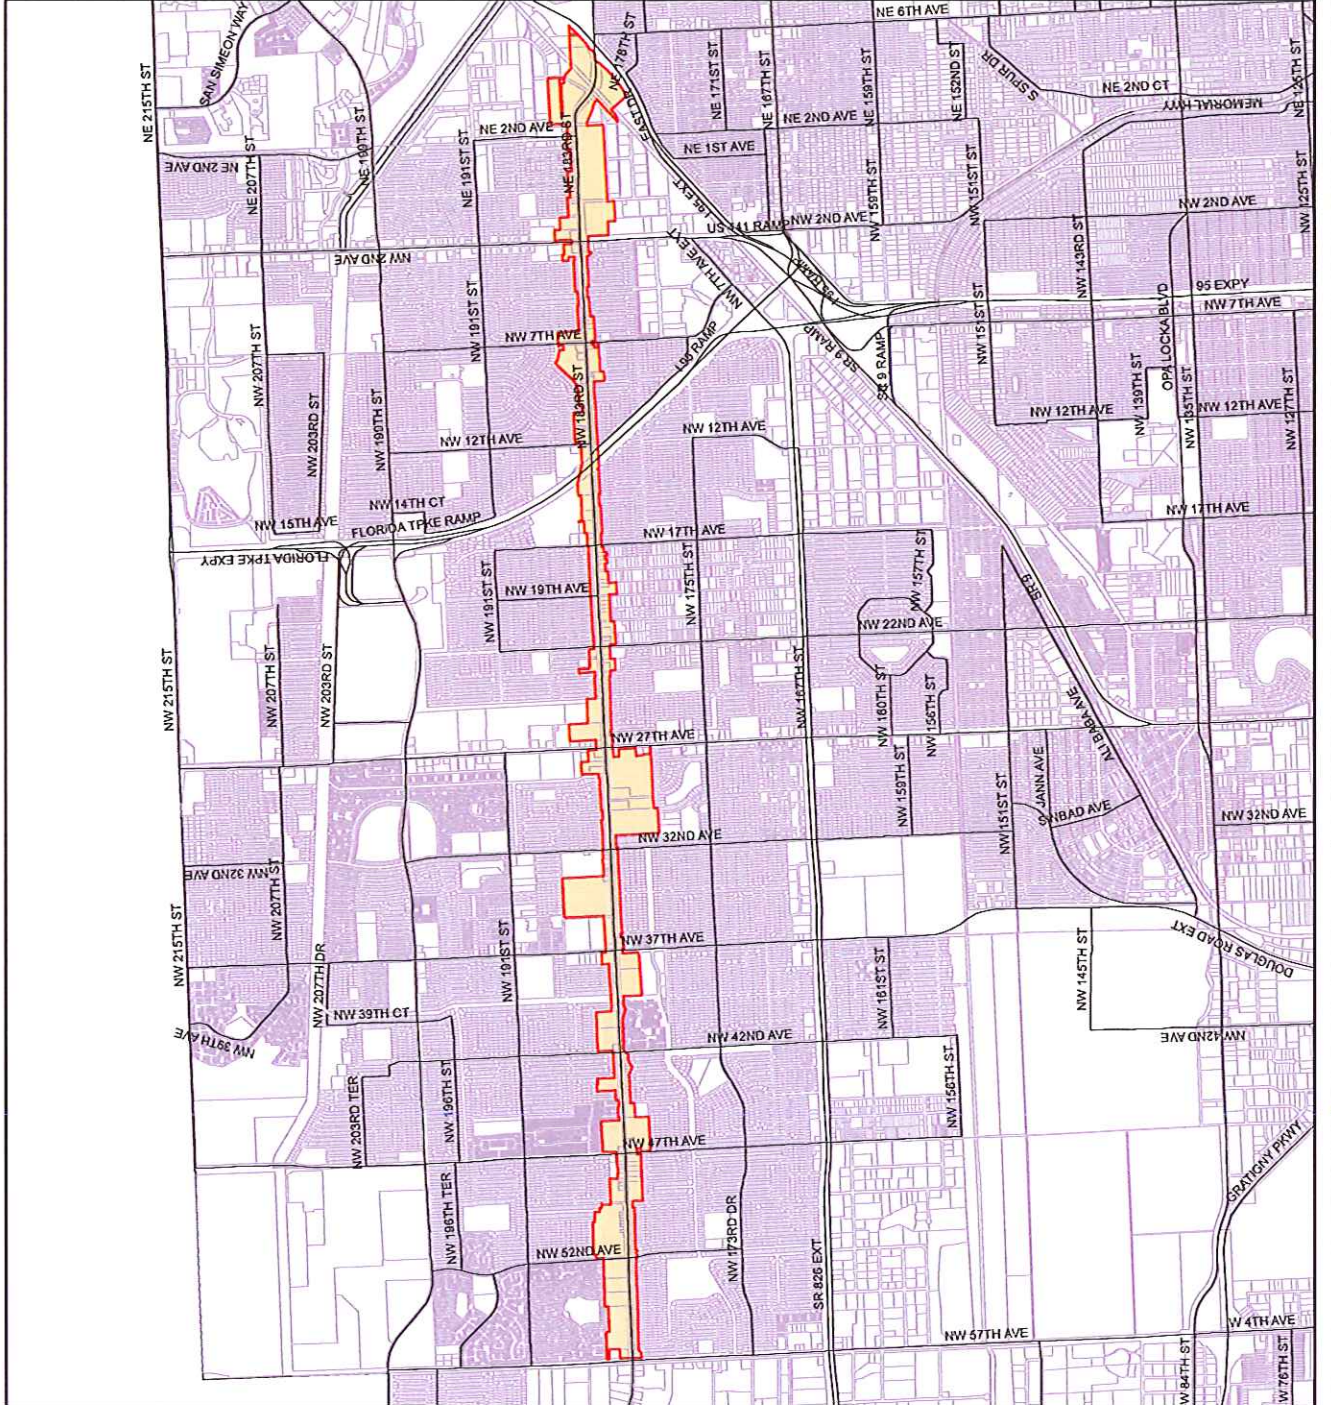 NE 6TH AVE
SAN SIMEON WAY
NE 215TH ST
NE 178TH ST
NE 171ST ST
NE 167TH ST
NE 159TH ST
NE 152ND ST
S SPUR DR
NE 2ND CT
MEMORIAL HWY
NE 126TH ST
NE 199TH ST
NE 191ST ST
NE 2ND AVE
NE 183RD ST
EAST DR
NE 2ND AVE
NE 1ST AVE
NE 2ND AVE
NE 207TH ST
I-95 EXT
NW 159TH ST
NW 151ST ST
NW 143RD ST
NW 2ND AVE
NW 125TH ST
US 441 RAMP
NW 2ND AVE
NW 2ND AVE
NW 7TH AVE EXT
I-95 RAMP
95 EXPY
NW 7TH AVE
NW 191ST ST
NW 7TH AVE
NW 151ST ST
OPA LOCKA BLVD
NW 207TH ST
I-95 RAMP
SR 9 RAMP
SR 9 RAMP
NW 139TH ST
NW 135TH ST
NW 127TH ST
NW 203RD ST
NW 199TH ST
NW 183RD ST
NW 12TH AVE
NW 12TH AVE
NW 12TH AVE
NW 12TH AVE
NW 14TH CT
NW 15TH AVE
FLORIDA TPKE RAMP
NW 17TH AVE
NW 17TH AVE
FLORIDA TPKE EXPY
NW 191ST ST
NW 19TH AVE
NW 175TH ST
NW 157TH ST
SR 9
NW 22ND AVE
NW 215TH ST
NW 207TH ST
NW 203RD ST
NW 167TH ST
NW 160TH ST
NW 156TH ST
ALI BABA AVE
NW 27TH AVE
NW 159TH ST
NW 151ST ST
JANN AVE
SINBAD AVE
NW 32ND AVE
NW 32ND AVE
NW 32ND AVE
NW 207TH ST
NW 215TH ST
NW 191ST ST
NW 37TH AVE
DOUGLAS ROAD EXT
NW 207TH DR
NW 161ST ST
NW 145TH ST
NW 39TH CT
NW 39TH AVE
NW 42ND AVE
NW 42ND AVE
NW 203RD TER
NW 196TH ST
NW 156TH ST
NW 47TH AVE
GRATIGNY PKWY
NW 196TH TER
NW 173RD DR
NW 52ND AVE
SR 826 EXT
NW 57TH AVE
W 4TH AVE
W 84TH ST
W 76TH ST